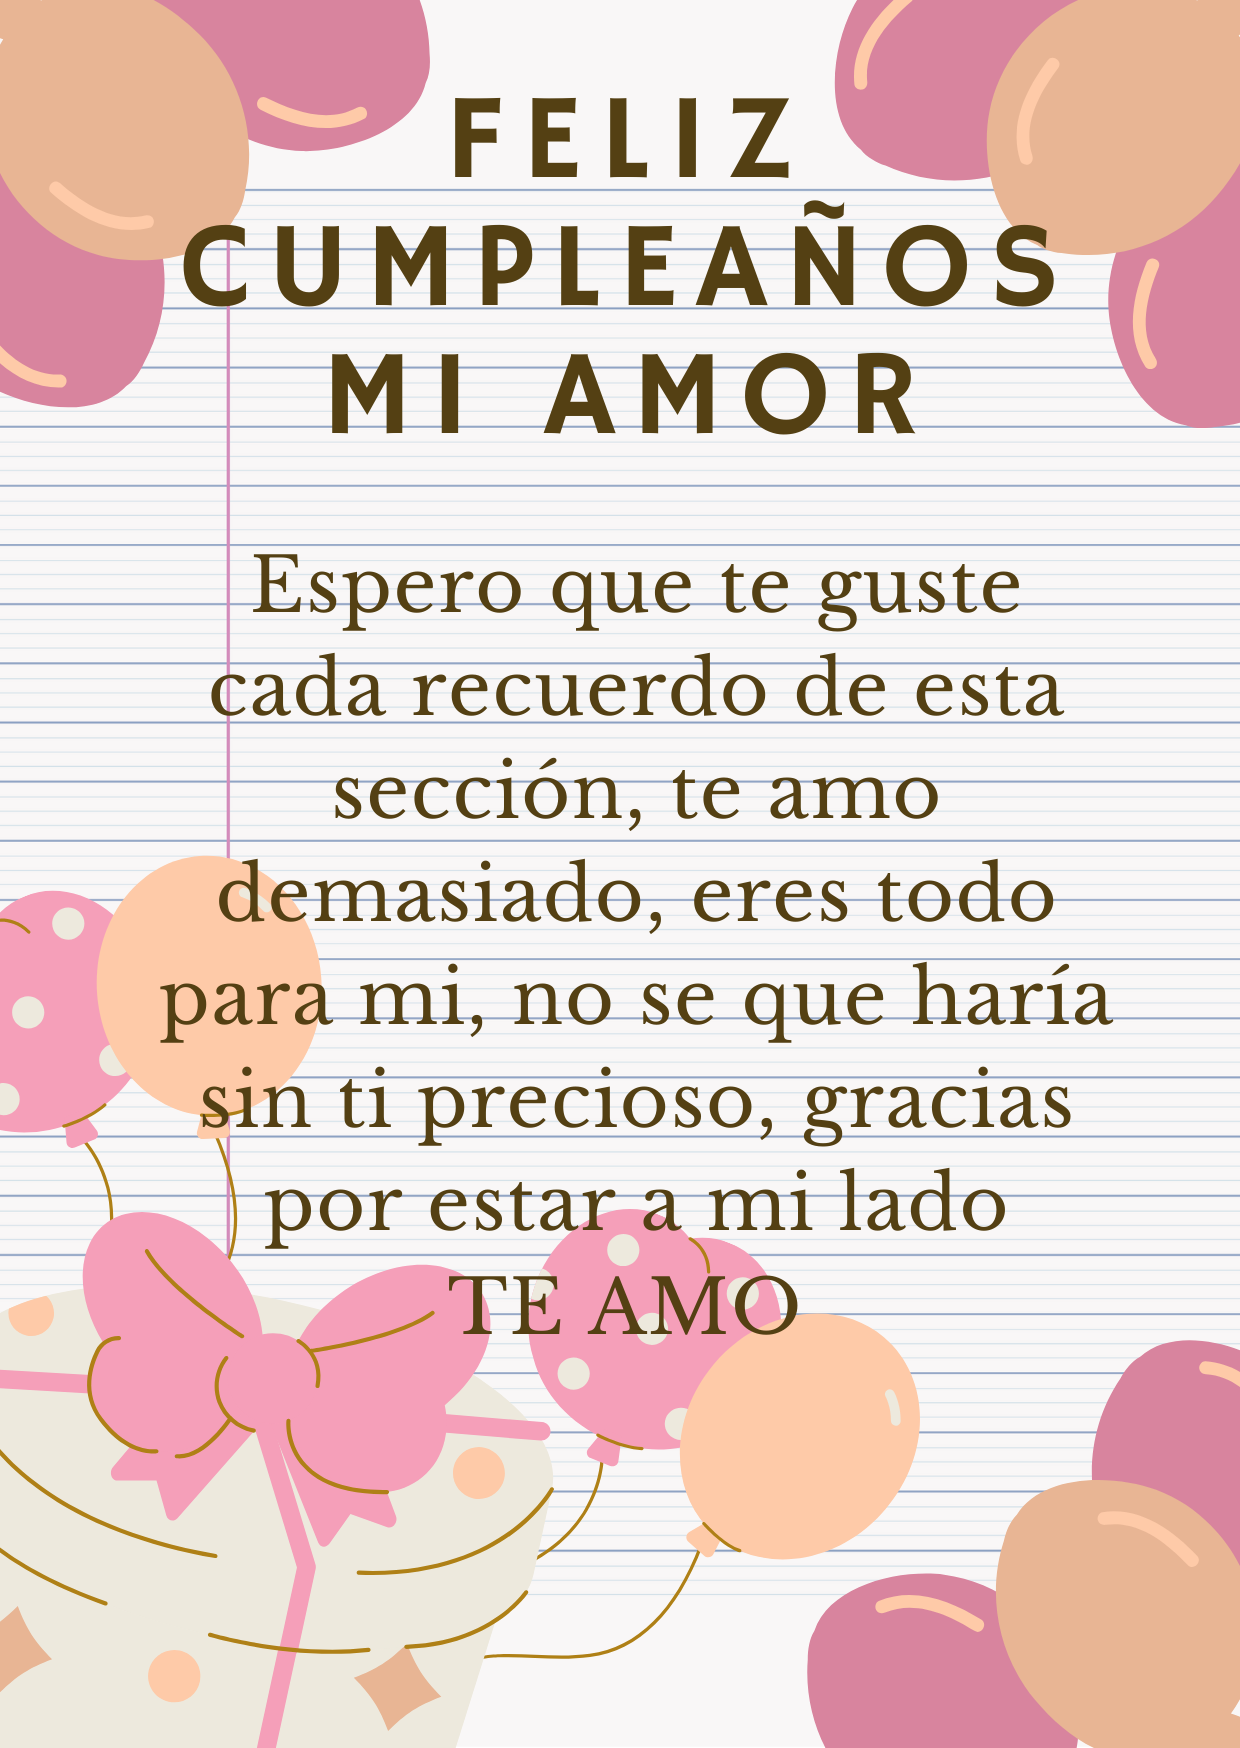 FELIZ
CUMPLEAÑOS
MI AMOR
Espero que te guste
cada recuerdo de esta
sección, te amo
demasiado, eres todo
para mi, no se que haría
sin ti precioso, gracias
por estar a mi lado
TE AMO